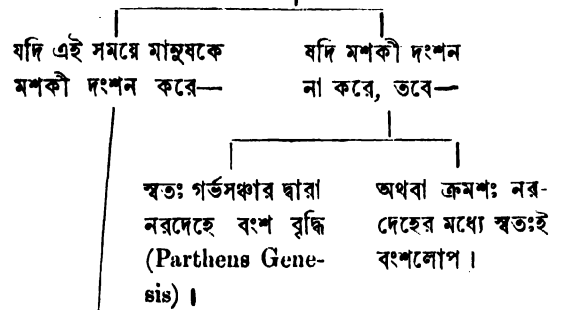 যদি এই সময়ে মানুষকে
মশকী দংশন করে—
যদি মশকী দংশন
না করে, তবে—
স্বতঃ গর্ভসঞ্চার দ্বারা
নরদেহে বংশ বৃদ্ধি
(Parthens Gene-
sis)।
অথবা ক্রমশঃ নর-
দেহের মধ্যে স্বতঃই
বংশলোপ।